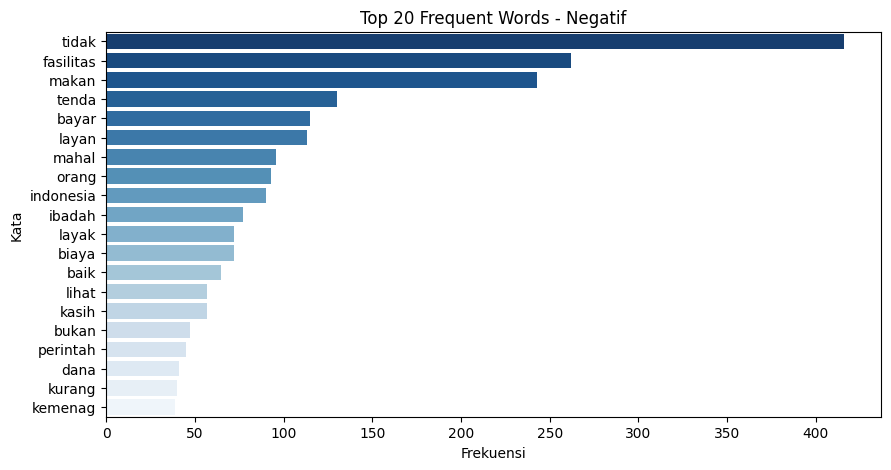 Top 20 Frequent Words - Negatif
Kata
tidak
fasilitas
makan
tenda
bayar
layan
mahal
orang
indonesia
ibadah
layak
biaya
baik
lihat
kasih
bukan
perintah
dana
kurang
kemenag
0 50 100 150 200 250 300 350 400
Frekuensi